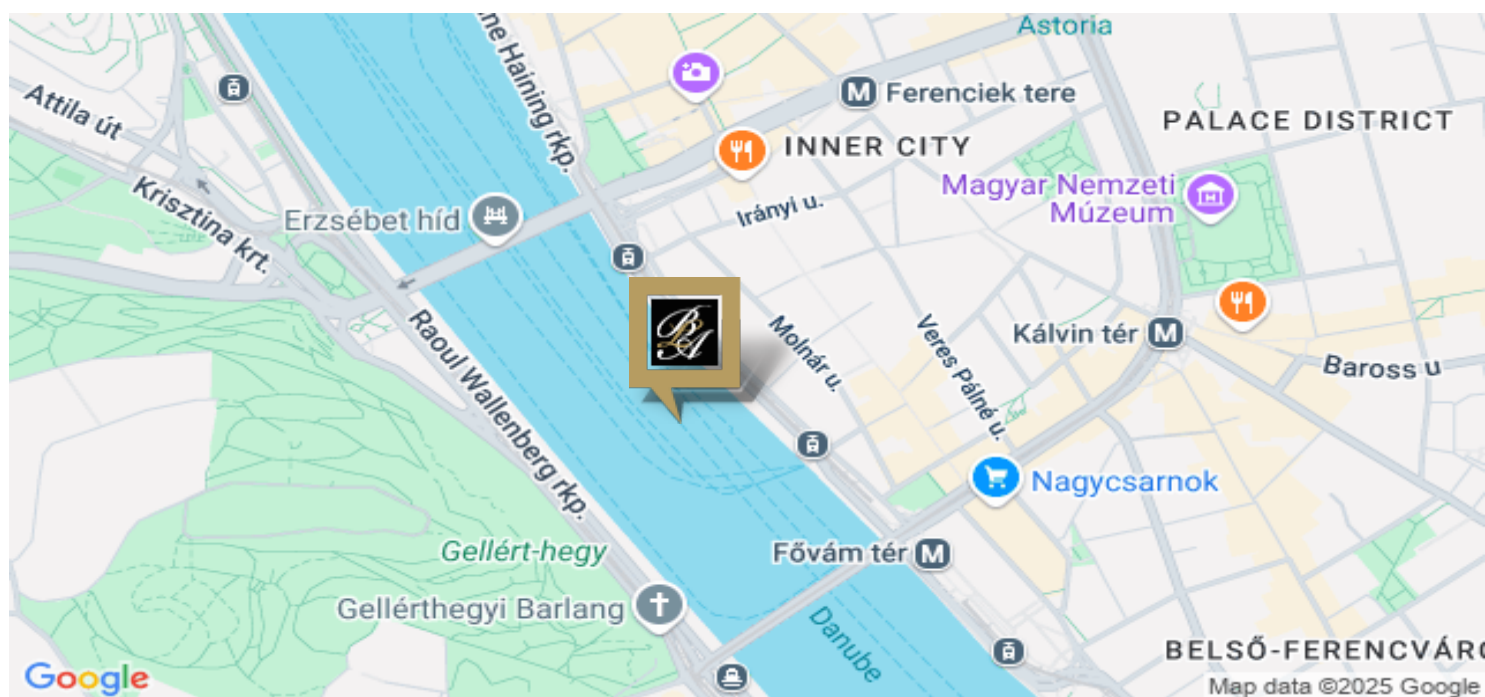 Astoria
ne Haining rkp.
M Ferenciek tere
Attila út
PALACE DISTRICT
INNER CITY
Magyar Nemzeti
Múzeum
Krisztina krt.
Irányi u.
Erzsébet híd
BLA
Molnár u.
Veres Pálné u.
Kálvin tér M
Baross u
Raoul Wallenberg rkp.
Nagycsarnok
Gellért-hegy
Fővám tér M
Gellérthegyi Barlang
Danube
BELSŐ-FERENCVÁRO
Google
Map data ©2025 Google